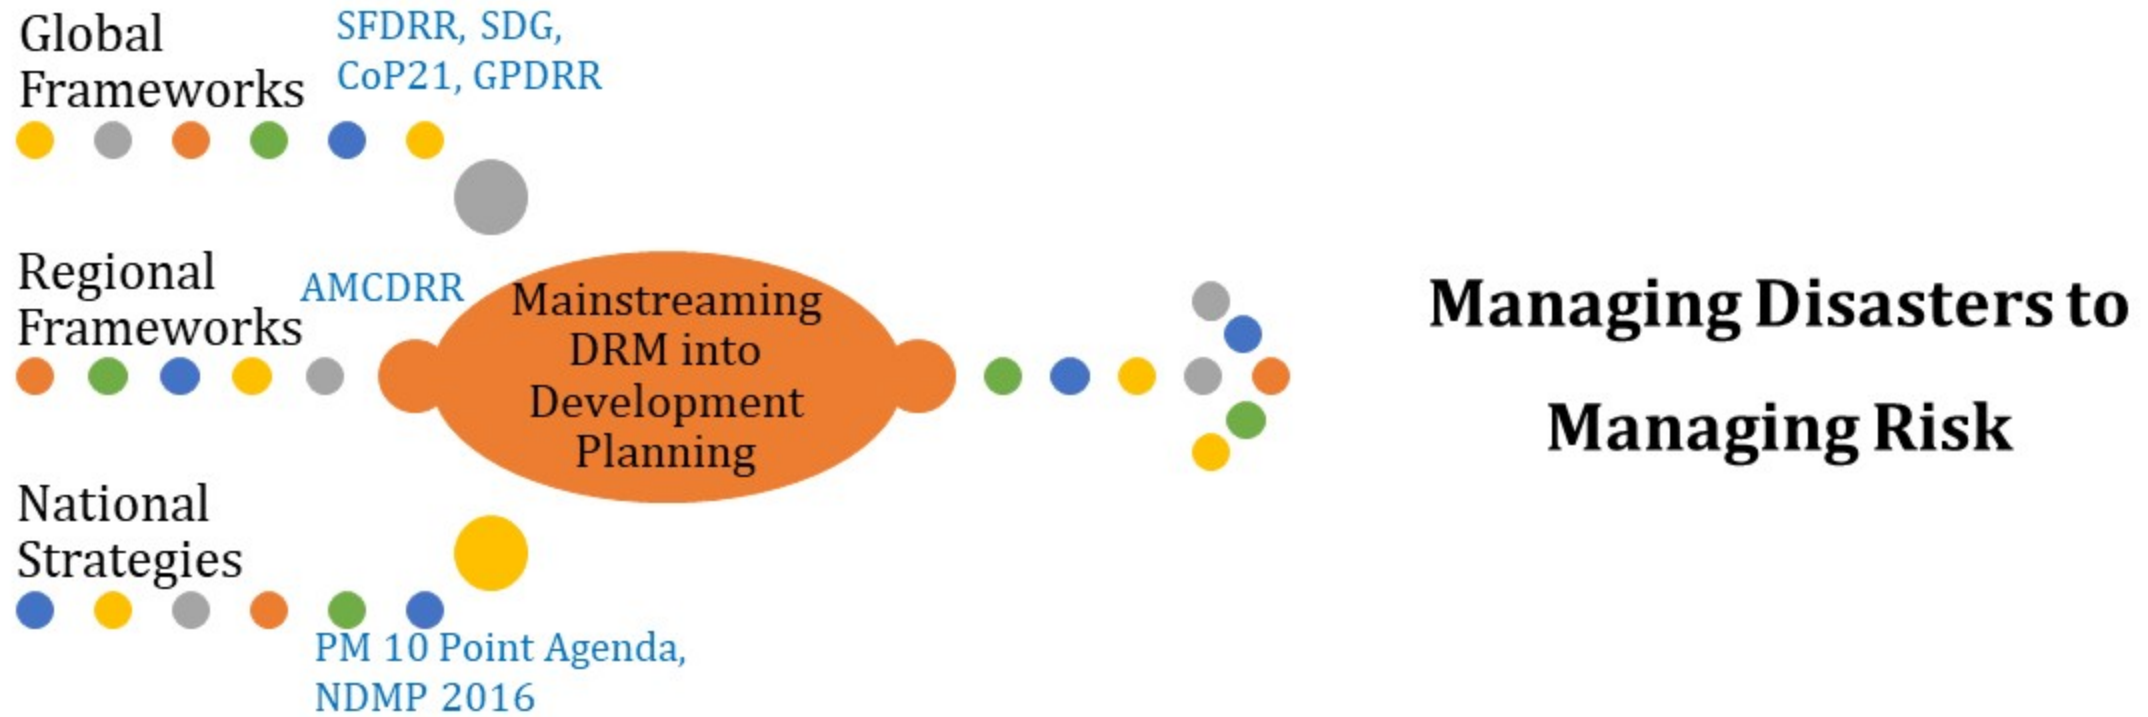 Global
Frameworks
SFDRR, SDG,
CoP21, GPDRR
Regional
Frameworks
AMCDRR
Mainstreaming
DRM into
Development
Planning
National
Strategies
PM 10 Point Agenda,
NDMP 2016
Managing Disasters to
Managing Risk